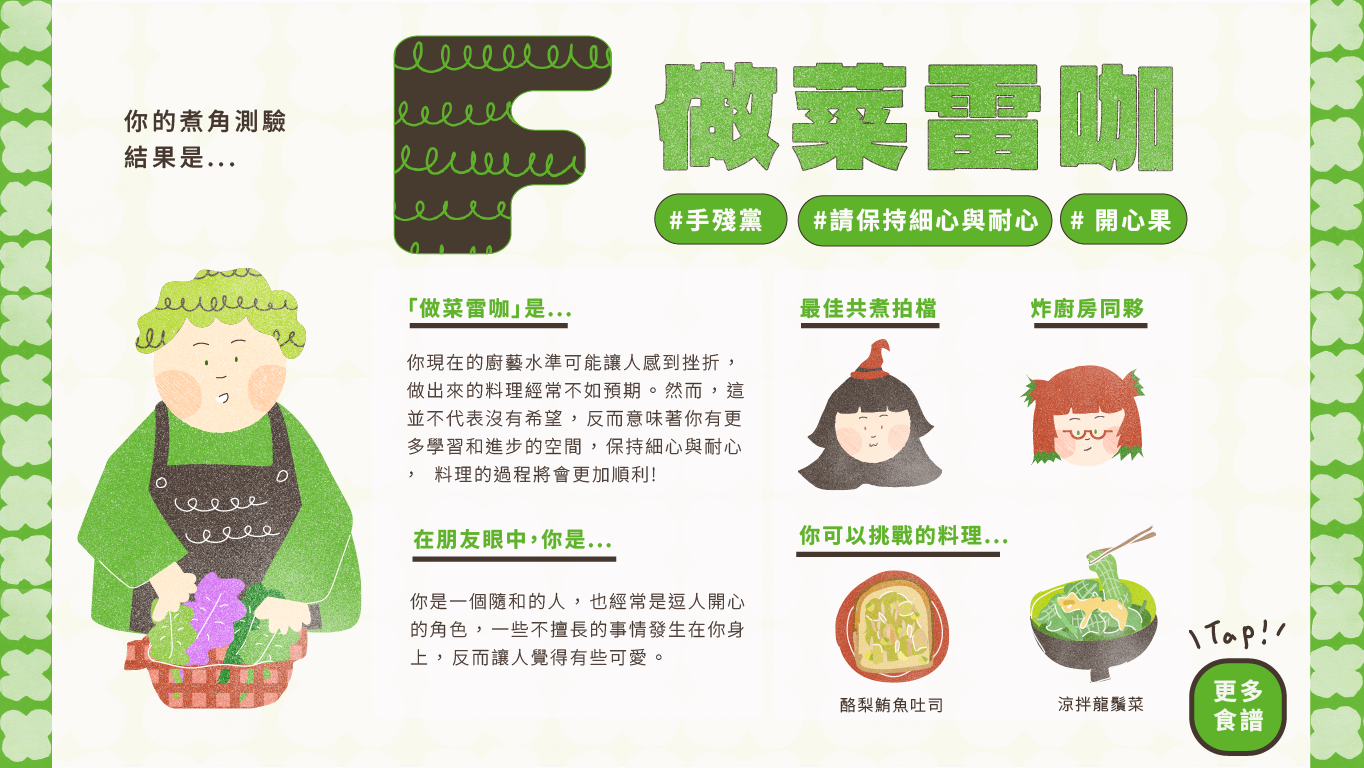 你的煮角測驗
結果是...
F
做菜雷咖
#手殘黨
#請保持細心與耐心
# 開心果
「做菜雷咖」是...
你現在的廚藝水準可能讓人感到挫折，
做出來的料理經常不如預期。然而，這
並不代表沒有希望，反而意味著你有更
多學習和進步的空間，保持細心與耐心
， 料理的過程將會更加順利!
在朋友眼中，你是...
你是一個隨和的人，也經常是逗人開心
的角色，一些不擅長的事情發生在你身
上，反而讓人覺得有些可愛。
最佳共煮拍檔
炸廚房同夥
你可以挑戰的料理...
酪梨鮪魚吐司
涼拌龍鬚菜
Tap!
更多
食譜